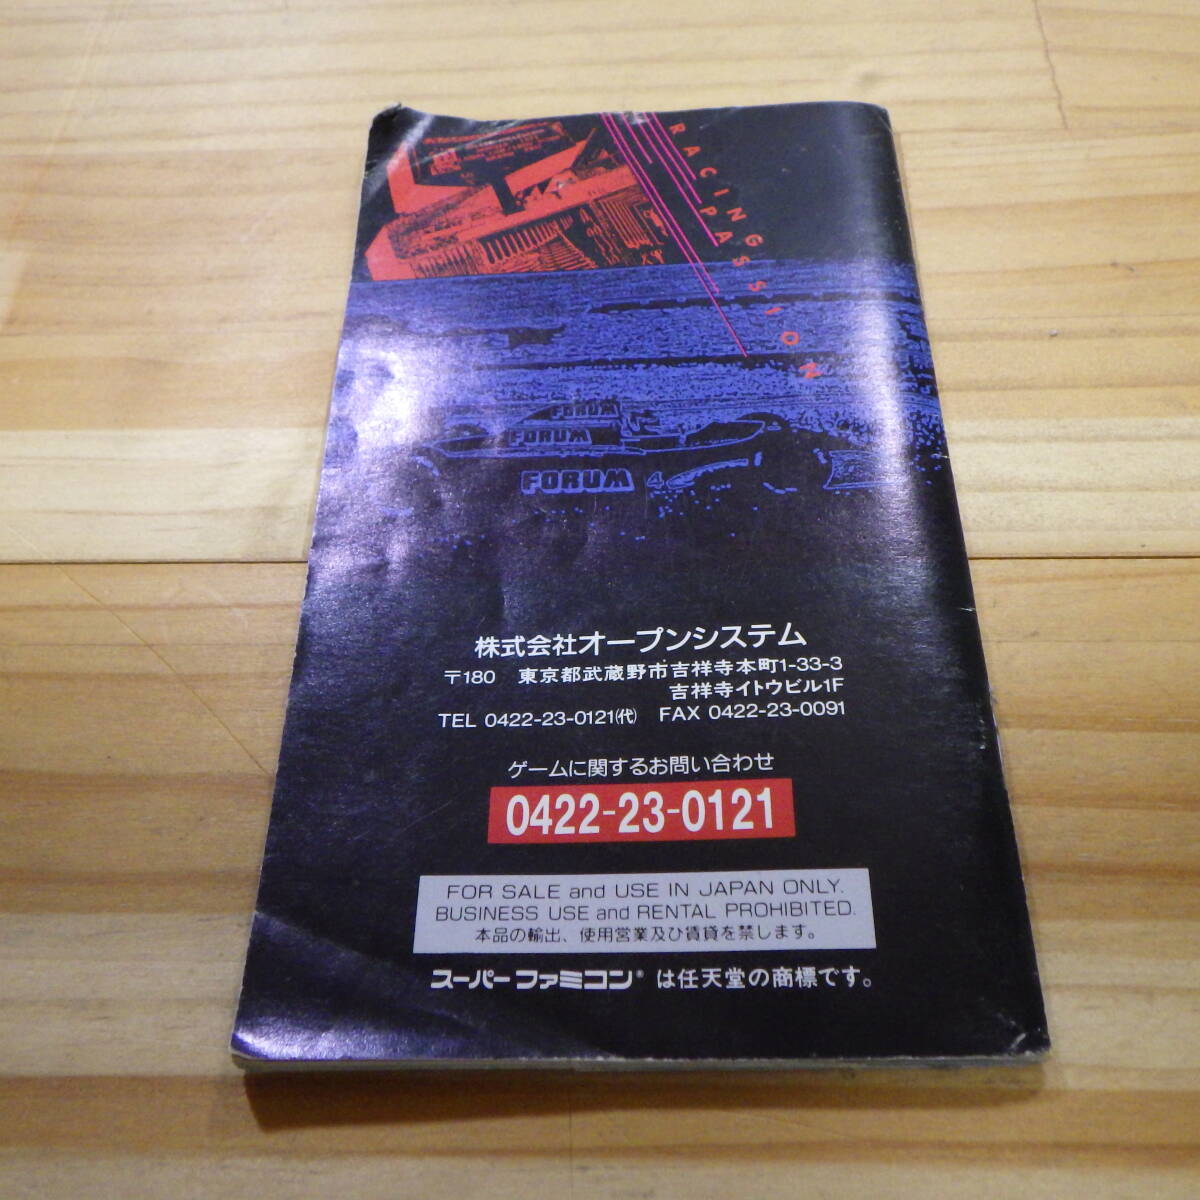 RACING
PASSION
FORUM
FORUM
FORUM 4
株式会社オープンシステム
〒180 東京都武蔵野市吉祥寺本町1-33-3
吉祥寺イトウビル1F
TEL 0422-23-0121㈹ FAX 0422-23-0091
ゲームに関するお問い合わせ
0422-23-0121
FOR SALE and USE IN JAPAN ONLY.
BUSINESS USE and RENTAL PROHIBITED.
本品の輸出、使用営業及び賃貸を禁します。
スーパーファミコン® は任天堂の商標です。